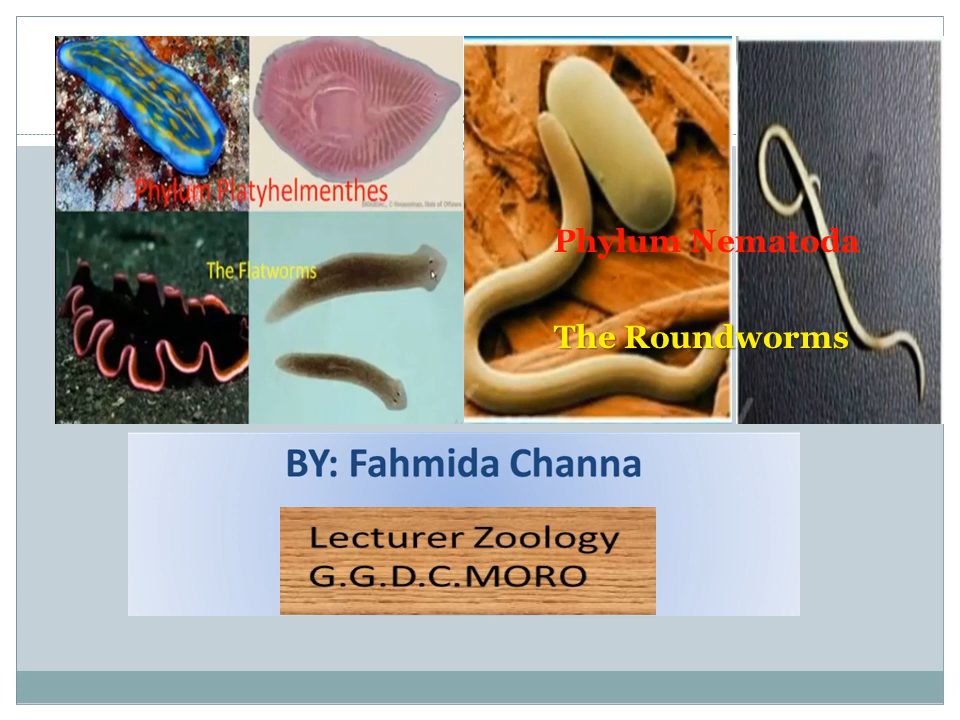 Phylum Platyhelmenthes
The Flatworms
Phylum Nematoda
The Roundworms
BY: Fahmida Channa
Lecturer Zoology
G.G.D.C.MORO